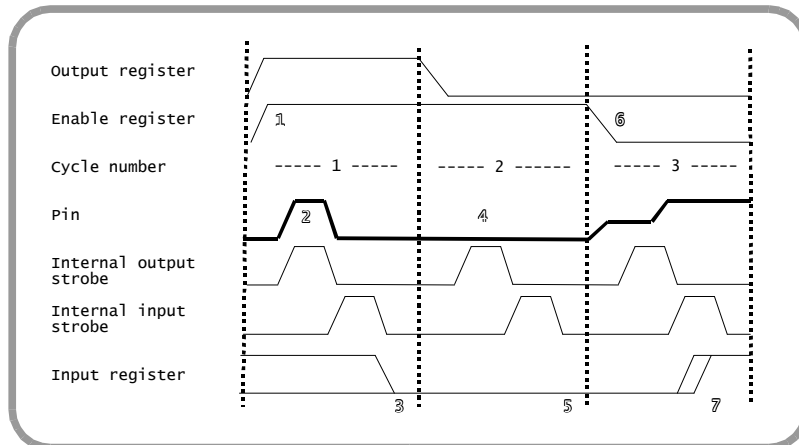 Output register
Enable register
1
6
Cycle number
----- 1 -----
----- 2 -----
----- 3 -----
Pin
2
4
Internal output
strobe
Internal input
strobe
Input register
3
5
7